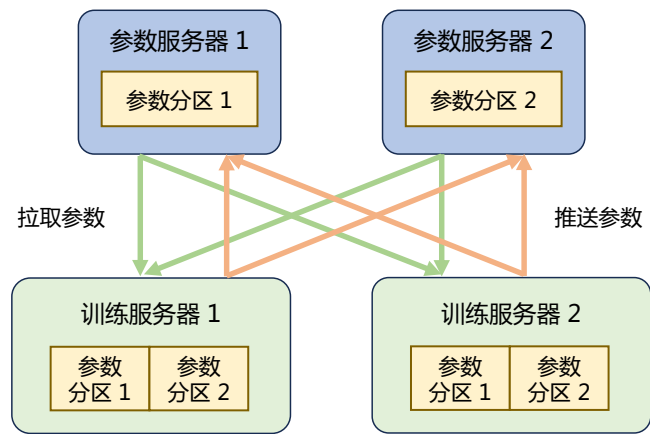 参数服务器 1
参数服务器 2
参数分区 1
参数分区 2
拉取参数
推送参数
训练服务器 1
训练服务器 2
参数
分区 1
参数
分区 2
参数
分区 1
参数
分区 2